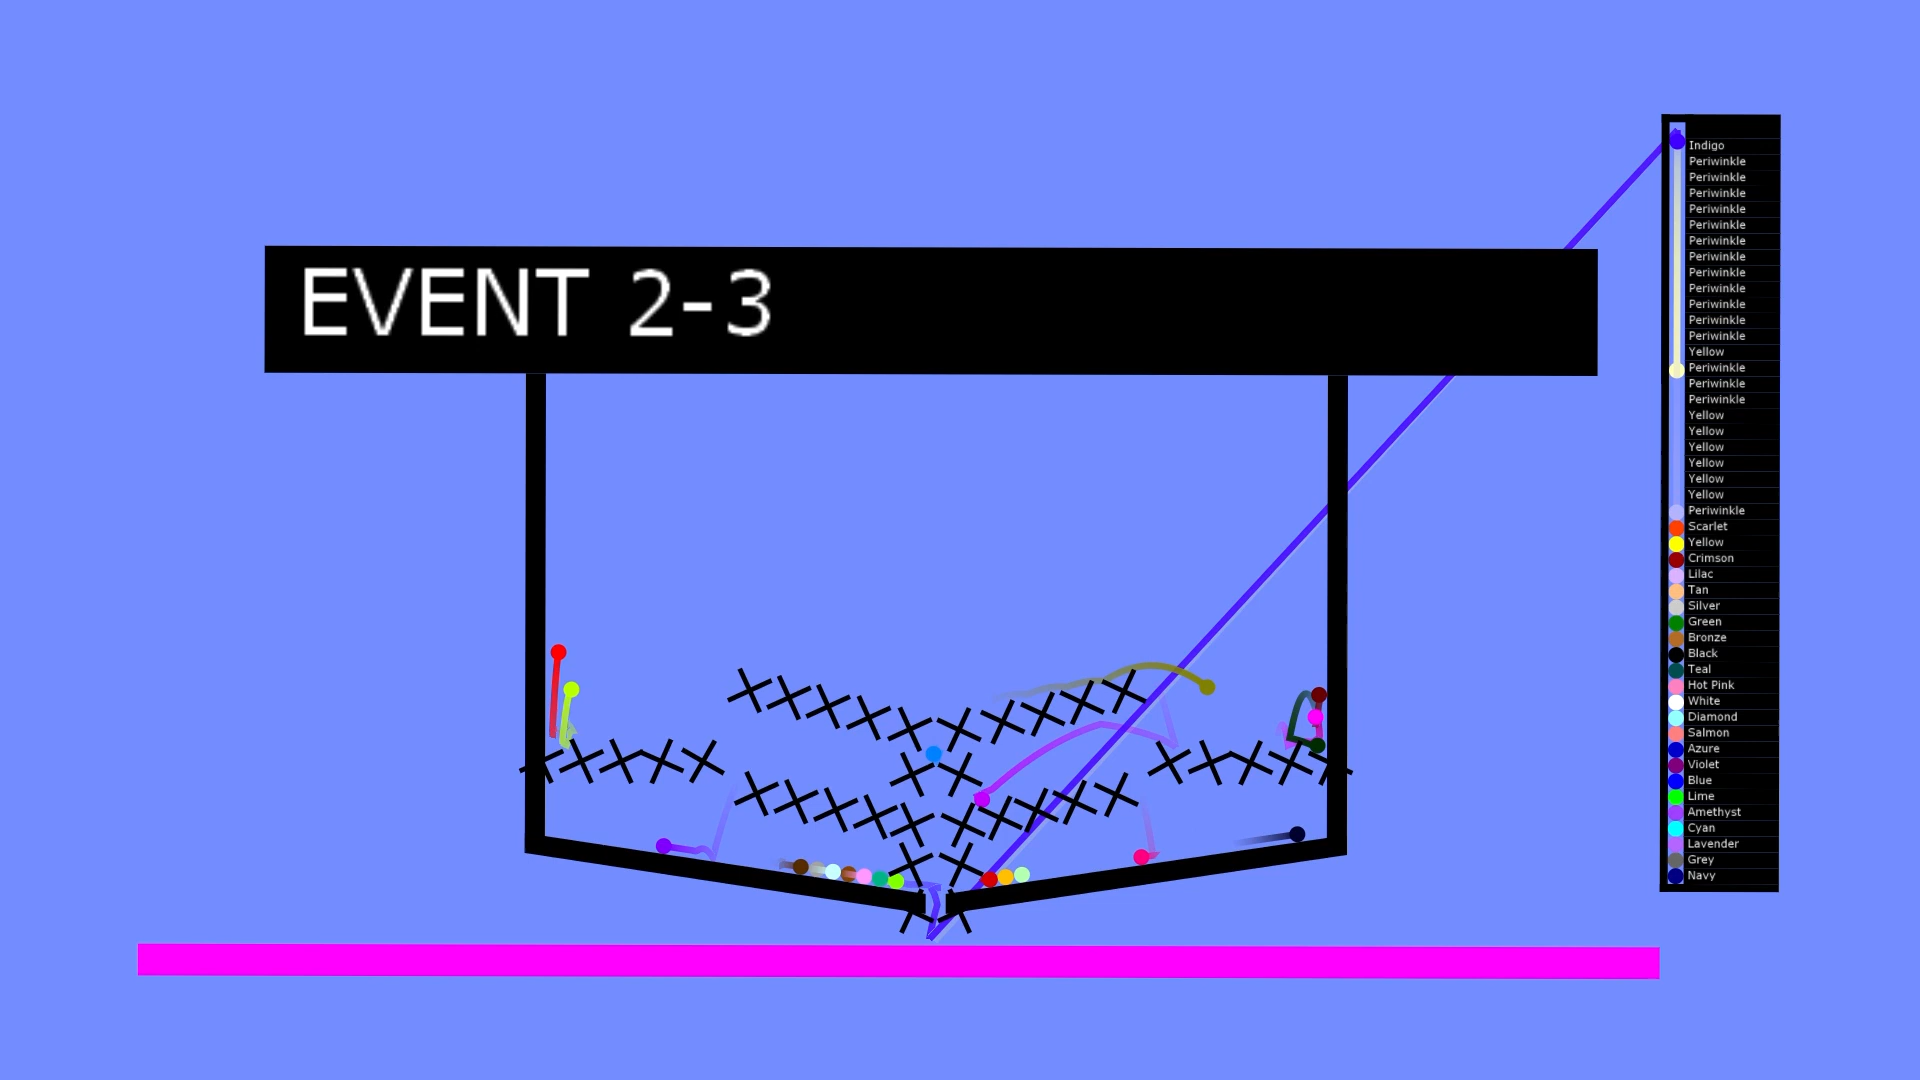 EVENT 2-3
Indigo
Periwinkle
Periwinkle
Periwinkle
Periwinkle
Periwinkle
Periwinkle
Periwinkle
Periwinkle
Periwinkle
Periwinkle
Periwinkle
Periwinkle
Yellow
Periwinkle
Periwinkle
Periwinkle
Yellow
Yellow
Yellow
Yellow
Yellow
Yellow
Periwinkle
Scarlet
Yellow
Crimson
Lilac
Tan
Silver
Green
Bronze
Black
Teal
Hot Pink
White
Diamond
Salmon
Azure
Violet
Blue
Lime
Amethyst
Cyan
Lavender
Grey
Navy